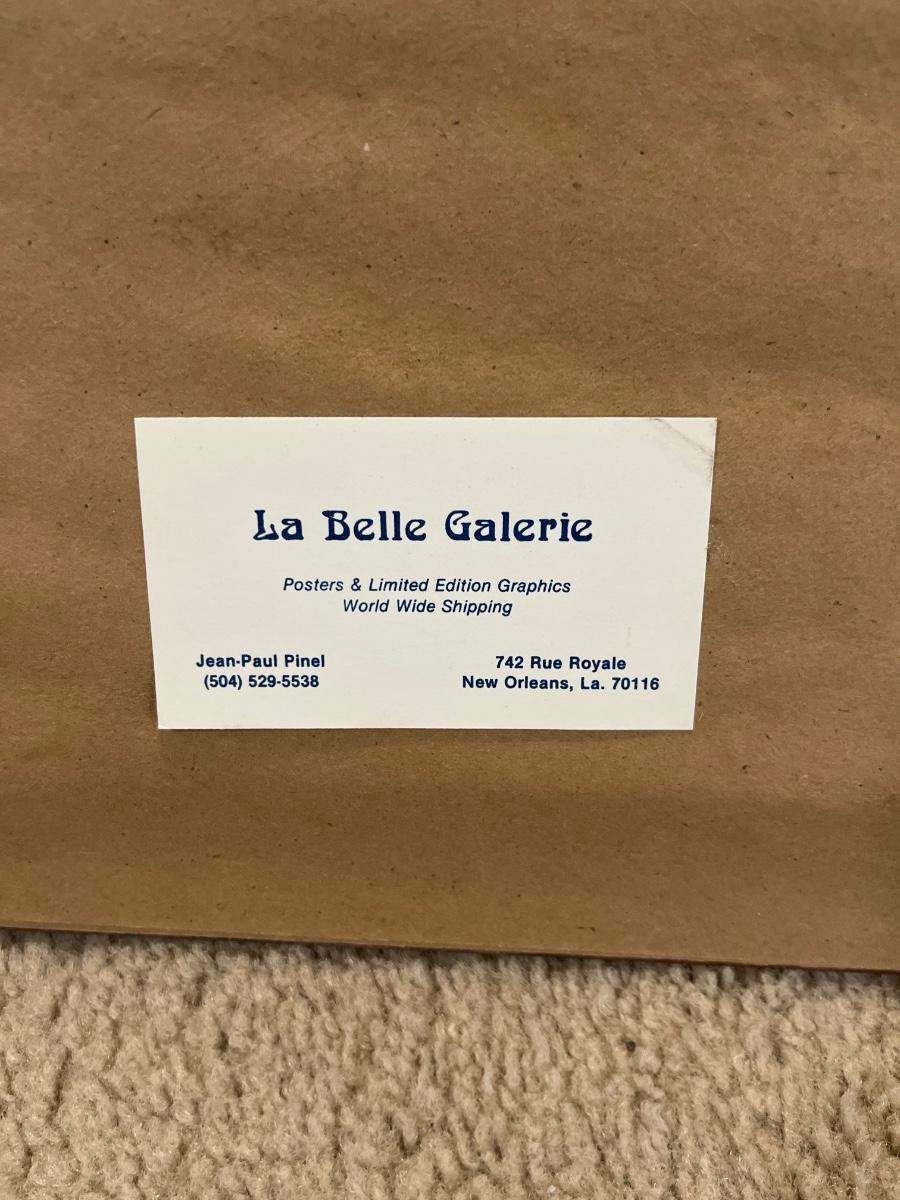 La Belle Galerie
Posters & Limited Edition Graphics
World Wide Shipping
Jean-Paul Pinel
(504) 529-5538
742 Rue Royale
New Orleans, La. 70116